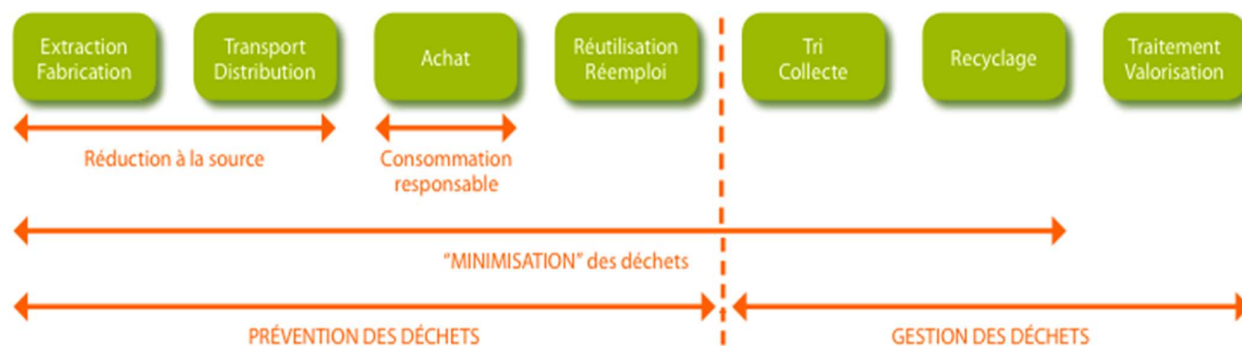 Extraction
Fabrication
Transport
Distribution
Achat
Réutilisation
Réemploi
Tri
Collecte
Recyclage
Traitement
Valorisation
Réduction à la source
Consommation
responsable
"MINIMISATION" des déchets
PRÉVENTION DES DÉCHETS
GESTION DES DÉCHETS